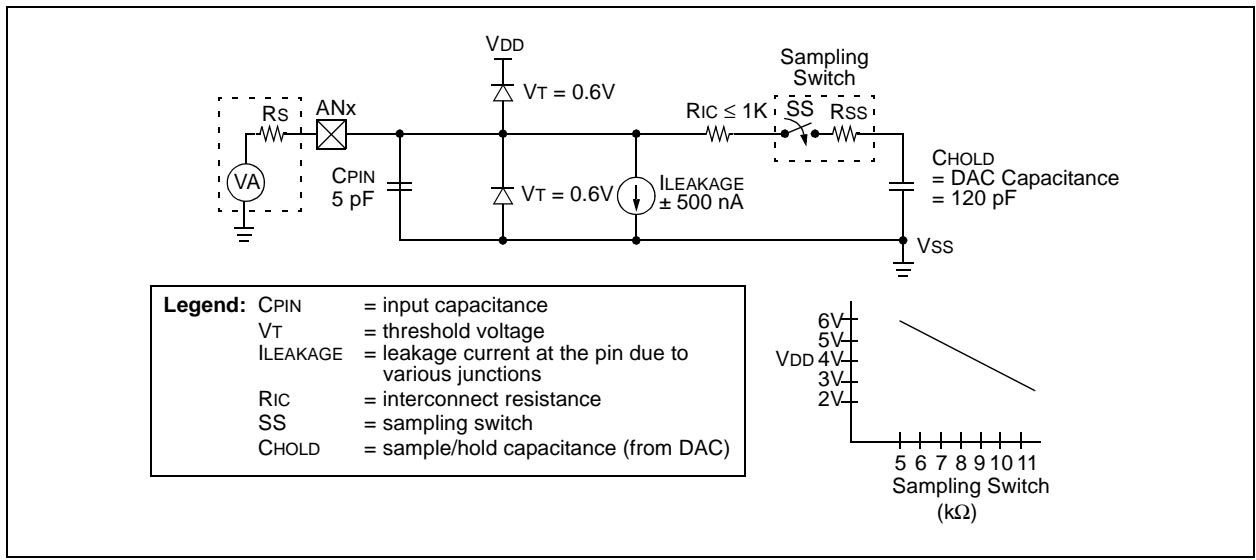 VDD
Sampling
Switch
VT = 0.6V
RS
ANx
RIC ≤ 1K
SS
RSS
VA
CPIN
5 pF
VT = 0.6V
ILEAKAGE
± 500 nA
CHOLD
= DAC Capacitance
= 120 pF
VSS
Legend: CPIN = input capacitance
VT = threshold voltage
ILEAKAGE = leakage current at the pin due to
various junctions
RIC = interconnect resistance
SS = sampling switch
CHOLD = sample/hold capacitance (from DAC)
6V
5V
VDD 4V
3V
2V
5 6 7 8 9 10 11
Sampling Switch
(kΩ)